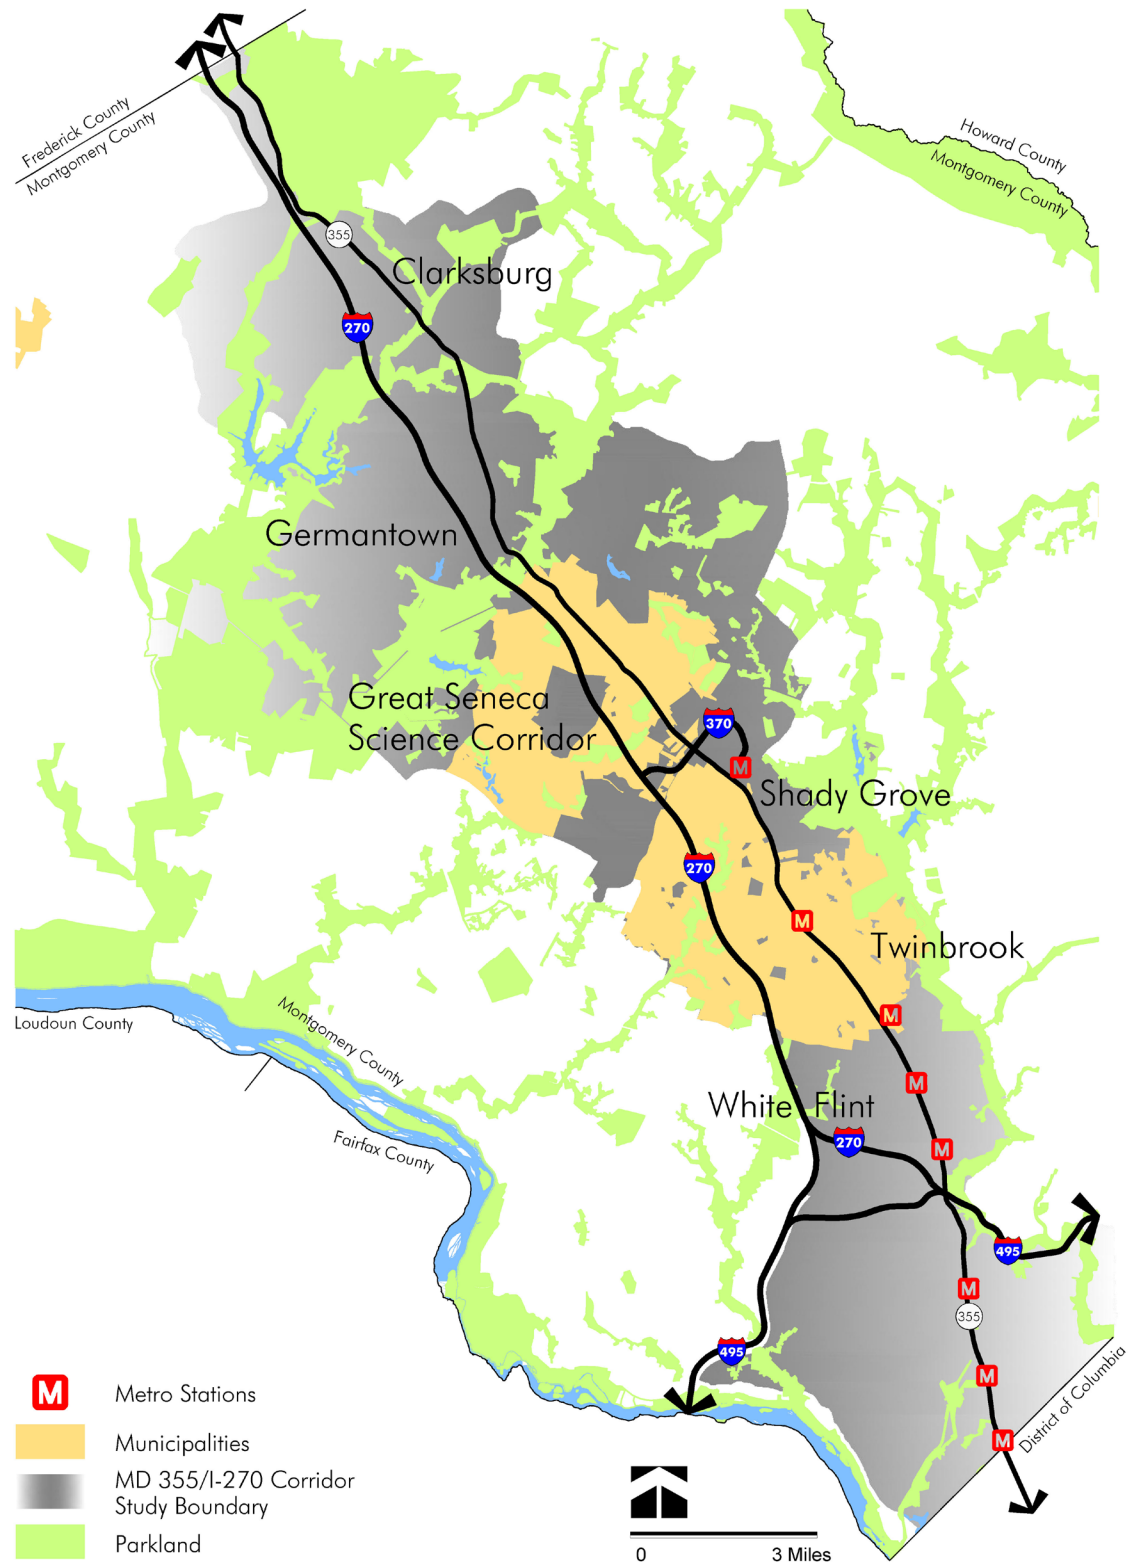 Frederick County
Montgomery County
Howard County
Montgomery County
355
Clarksburg
270
Germantown
Great Seneca
Science Corridor
370
M
Shady Grove
270
M
Twinbrook
M
Loudoun County
Montgomery County
Fairfax County
M
White Flint
270
M
495
M
355
495
M
District of Columbia
M
M
Metro Stations
Municipalities
MD 355/I-270 Corridor
Study Boundary
Parkland
0
3 Miles